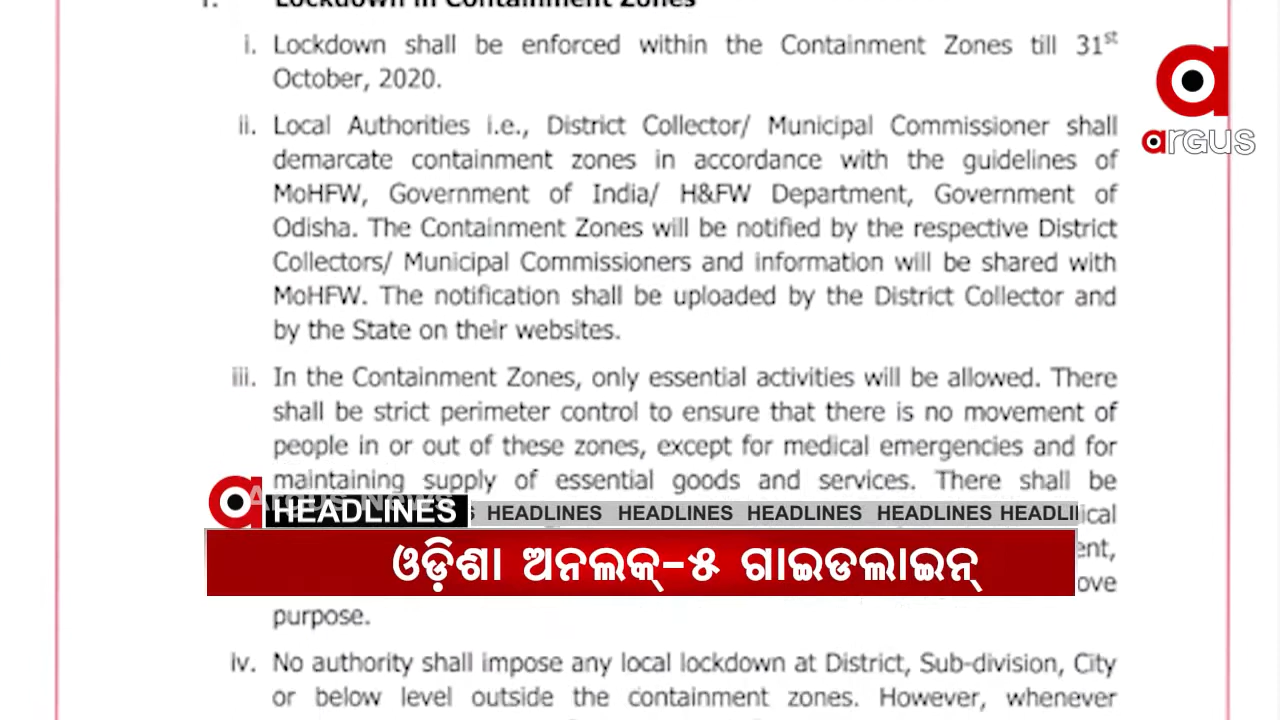 Lockdown in Containment Zones
i. Lockdown shall be enforced within the Containment Zones till 31st
October, 2020.
argus
ii. Local Authorities i.e., District Collector/ Municipal Commissioner shall
demarcate containment zones in accordance with the guidelines of
MoHFW, Government of India/ H&FW Department, Government of
Odisha. The Containment Zones will be notified by the respective District
Collectors/ Municipal Commissioners and information will be shared with
MoHFW. The notification shall be uploaded by the District Collector and
by the State on their websites.
iii. In the Containment Zones, only essential activities will be allowed. There
shall be strict perimeter control to ensure that there is no movement of
people in or out of these zones, except for medical emergencies and for
maintaining supply of essential goods and services. There shall be
HEADLINES HEADLINES HEADLINES HEADLINES HEADLINES HEADLI
ଓଡ଼ିଶା ଅନଲକ୍-୫ ଗାଇଡଲାଇନ୍
purpose.
iv. No authority shall impose any local lockdown at District, Sub-division, City
or below level outside the containment zones. However, whenever